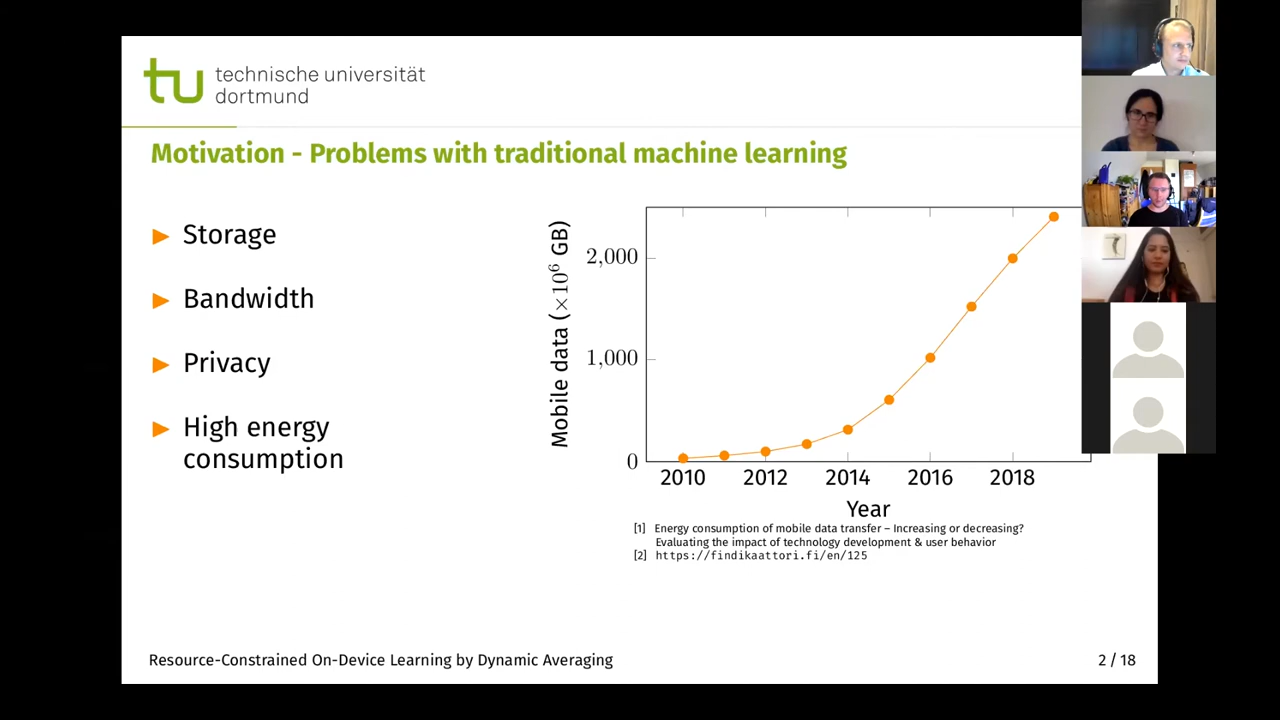 technische universität
dortmund
Motivation - Problems with traditional machine learning
► Storage
► Bandwidth
► Privacy
► High energy
consumption
Mobile data (×10⁶ GB)
2,000
1,000
0
2010 2012 2014 2016 2018
Year
[1] Energy consumption of mobile data transfer – Increasing or decreasing?
Evaluating the impact of technology development & user behavior
[2] https://findikaattori.fi/en/125
Resource-Constrained On-Device Learning by Dynamic Averaging
2 / 18